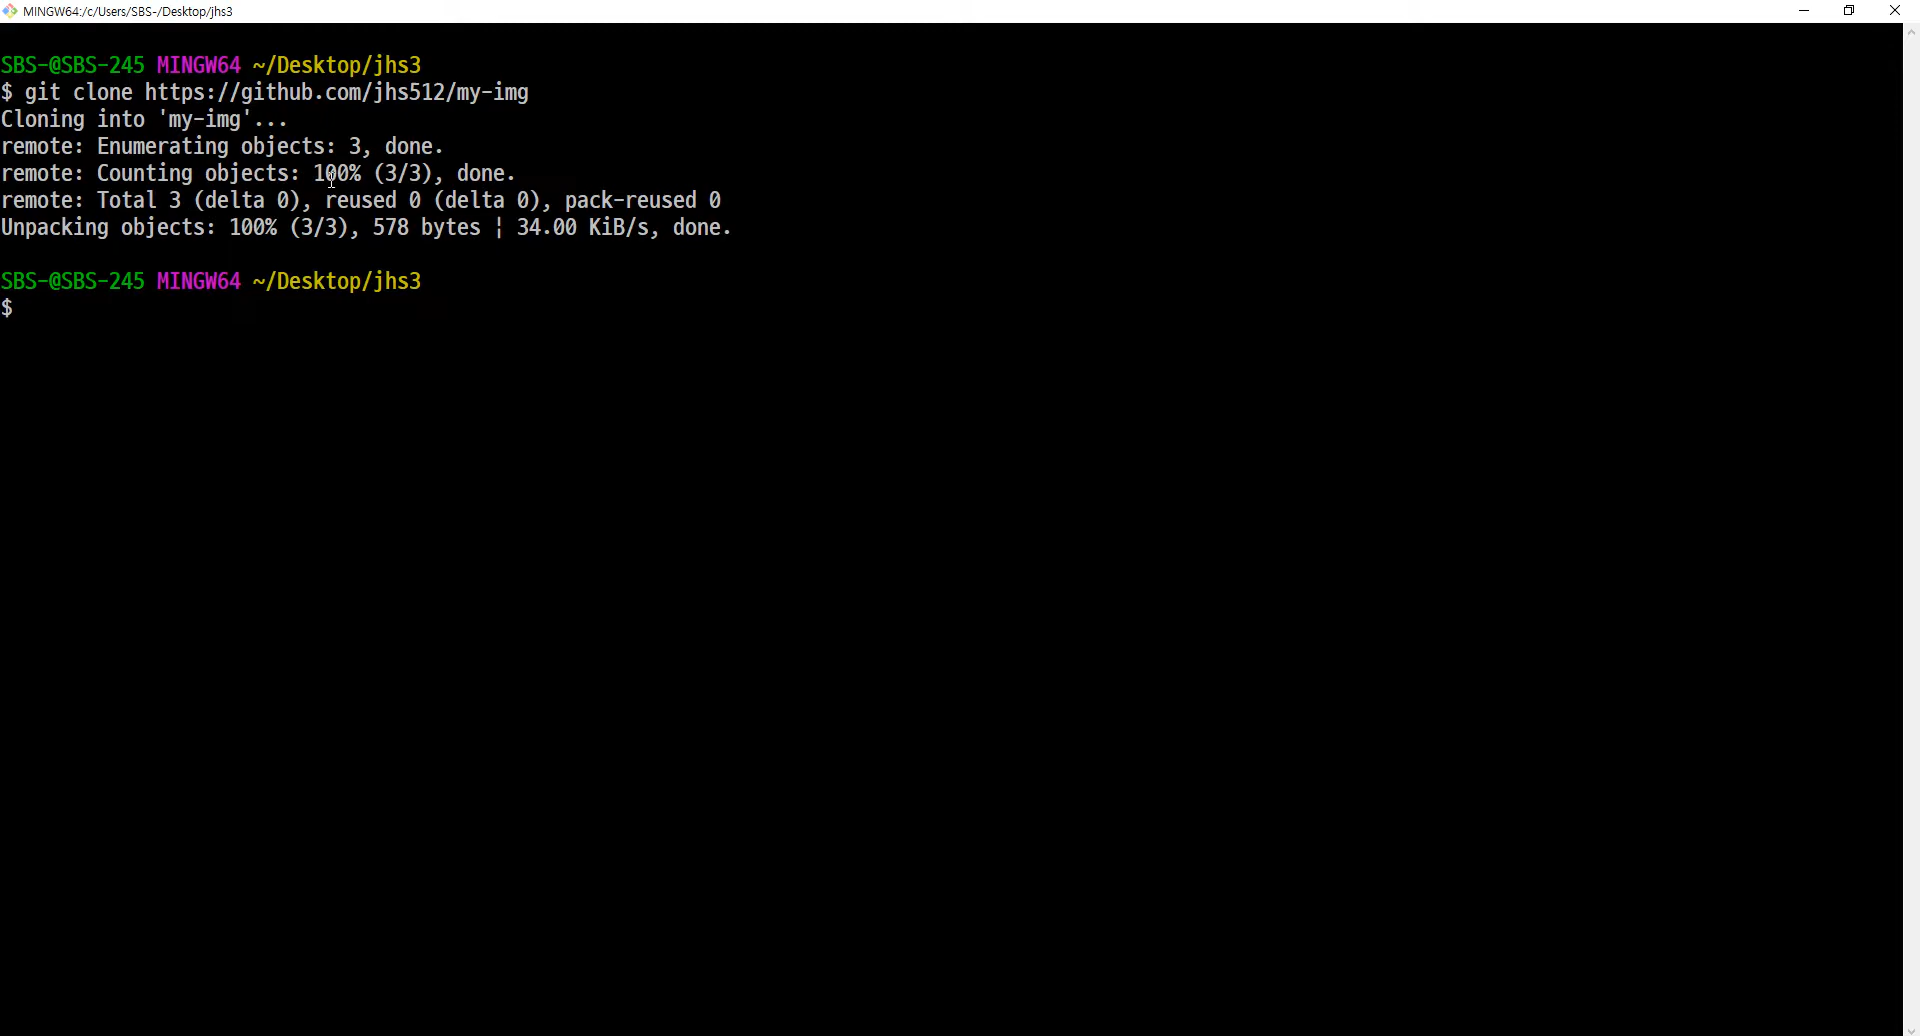 MINGW64:/c/Users/SBS-/Desktop/jhs3
SBS-@SBS-245 MINGW64 ~/Desktop/jhs3
$ git clone https://github.com/jhs512/my-img
Cloning into 'my-img'...
remote: Enumerating objects: 3, done.
remote: Counting objects: 100% (3/3), done.
remote: Total 3 (delta 0), reused 0 (delta 0), pack-reused 0
Unpacking objects: 100% (3/3), 578 bytes ¦ 34.00 KiB/s, done.
SBS-@SBS-245 MINGW64 ~/Desktop/jhs3
$